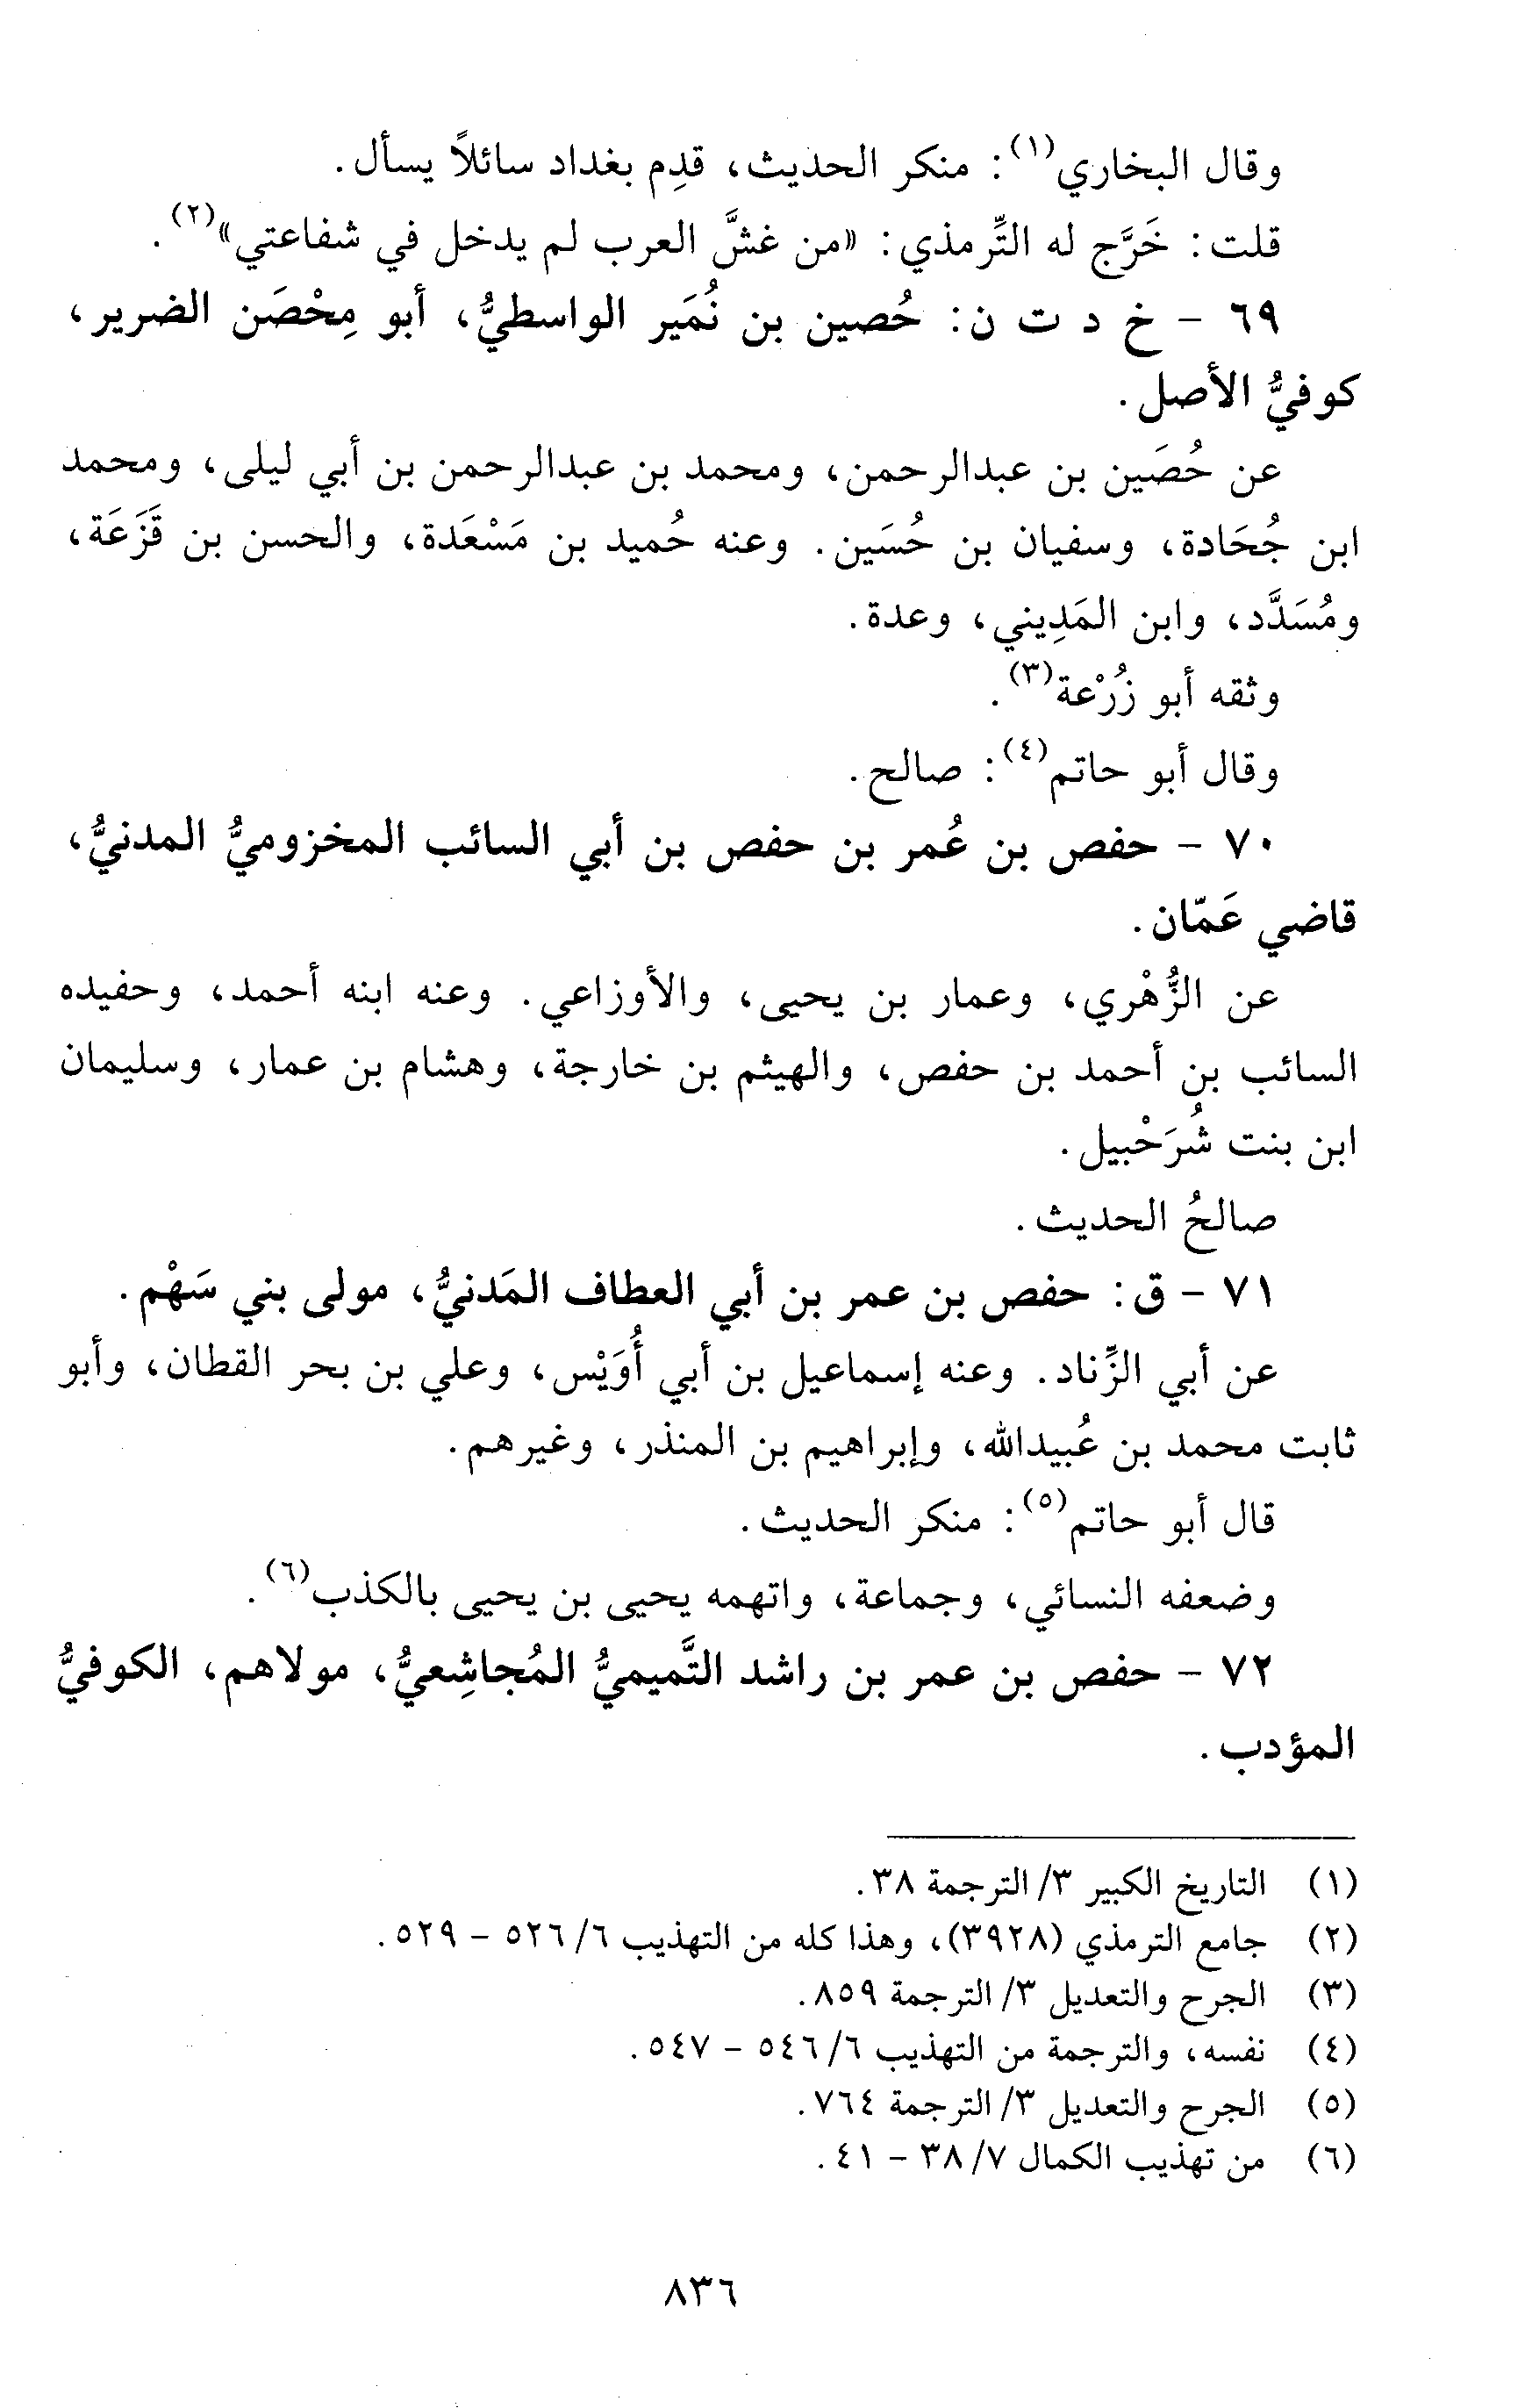 وقال البخاري(١): منكر الحديث، قدِم بغداد سائلاً يسأل.
قلت: خَرَّج له التِّرمذي: «من غشَّ العرب لم يدخل في شفاعتي»(٢).
٦٩ - خ د ت ن: حُصين بن نُمَير الواسطيُّ، أبو مِحْصَن الضرير،
كوفيُّ الأصل.
عن حُصَين بن عبدالرحمن، ومحمد بن عبدالرحمن بن أبي ليلى، ومحمد
ابن جُحَادة، وسفيان بن حُسَين. وعنه حُميد بن مَسْعَدة، والحسن بن قَزَعَة،
ومُسَدَّد، وابن المَدِيني، وعدة.
وثقه أبو زُرْعة(٣).
وقال أبو حاتم(٤): صالح.
٧٠ - حفص بن عُمر بن حفص بن أبي السائب المخزوميُّ المدنيُّ،
قاضي عَمّان.
عن الزُّهْري، وعمار بن يحيى، والأوزاعي. وعنه ابنه أحمد، وحفيده
السائب بن أحمد بن حفص، والهيثم بن خارجة، وهشام بن عمار، وسليمان
ابن بنت شُرَحْبيل.
صالحُ الحديث.
٧١ - ق: حفص بن عمر بن أبي العطاف المَدنيُّ، مولى بني سَهْم.
عن أبي الزِّناد. وعنه إسماعيل بن أبي أُوَيْس، وعلي بن بحر القطان، وأبو
ثابت محمد بن عُبيدالله، وإبراهيم بن المنذر، وغيرهم.
قال أبو حاتم(٥): منكر الحديث.
وضعفه النسائي، وجماعة، واتهمه يحيى بن يحيى بالكذب(٦).
٧٢ - حفص بن عمر بن راشد التَّميميُّ المُجاشِعيُّ، مولاهم، الكوفيُّ
المؤدب.
(١) التاريخ الكبير ٣/ الترجمة ٣٨.
(٢) جامع الترمذي (٣٩٢٨)، وهذا كله من التهذيب ٦/ ٥٢٦ - ٥٢٩.
(٣) الجرح والتعديل ٣/ الترجمة ٨٥٩.
(٤) نفسه، والترجمة من التهذيب ٦/ ٥٤٦ - ٥٤٧.
(٥) الجرح والتعديل ٣/ الترجمة ٧٦٤.
(٦) من تهذيب الكمال ٧/ ٣٨ - ٤١.
٨٣٦